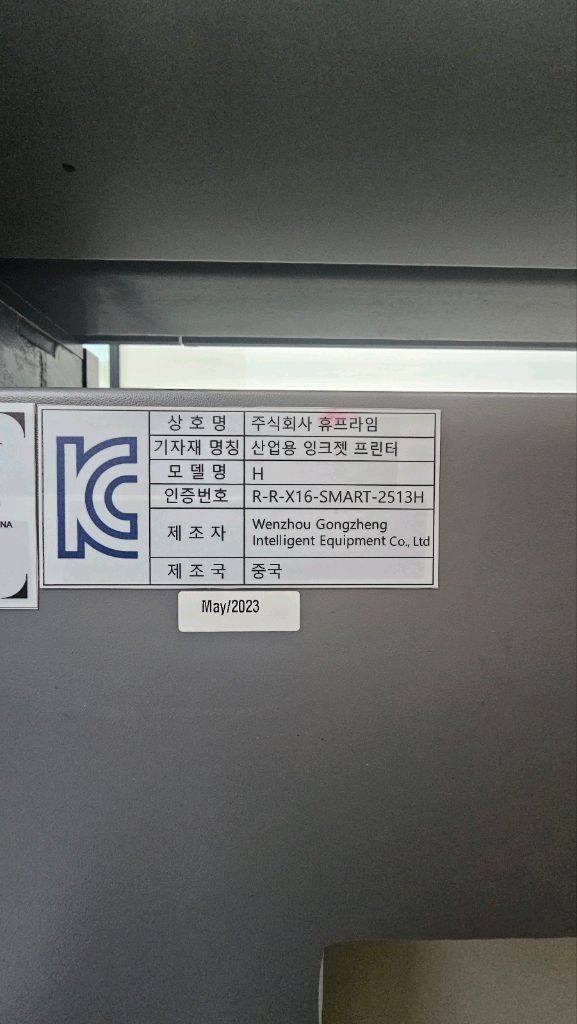 NA
KC
상 호 명 주식회사 휴프라임
기자재 명칭 산업용 잉크젯 프린터
모 델 명 H
인증번호 R-R-X16-SMART-2513H
제 조 자 Wenzhou Gongzheng
Intelligent Equipment Co., Ltd
제 조 국 중국
May/2023